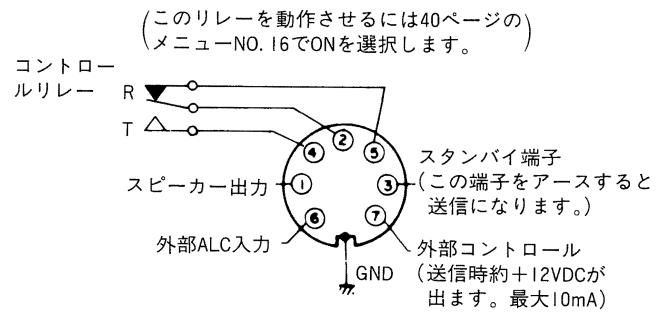 (このリレーを動作させるには40ページの
メニューNO. 16でONを選択します。)
コントロー
ルリレー
R
T
4
2
5
1
3
6
7
スピーカー出力
外部ALC入力
GND
スタンバイ端子
(この端子をアースすると
送信になります。)
外部コントロール
(送信時約+12VDCが
出ます。最大10mA)